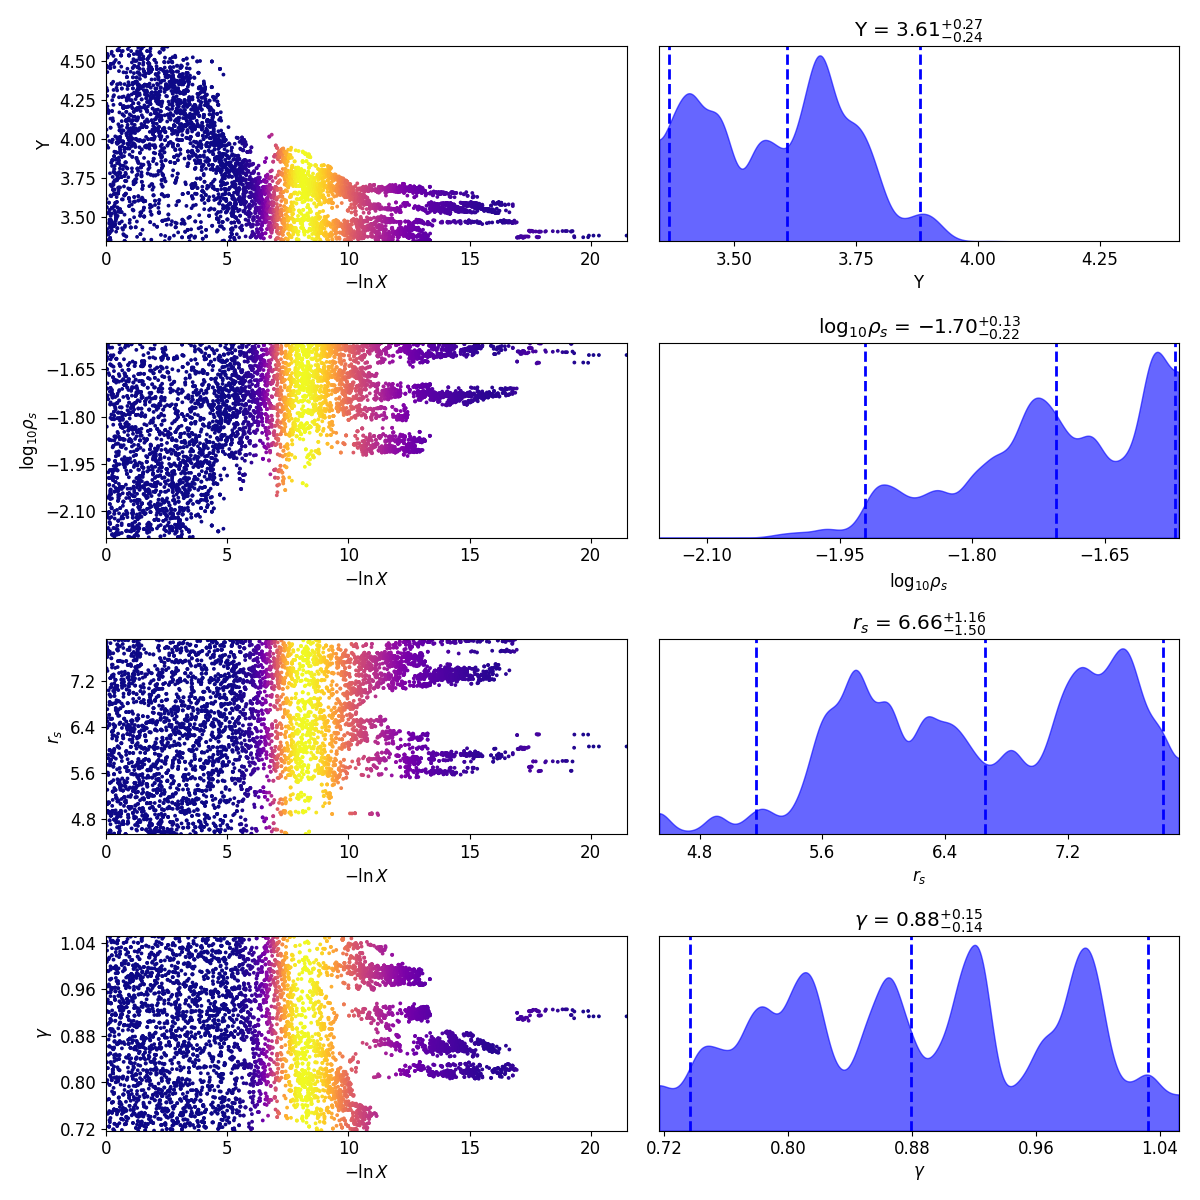 Y = 3.61^{+0.27}_{-0.24}
4.50
4.25
4.00
3.75
3.50
Y
0 5 10 15 20
−ln X
3.50 3.75 4.00 4.25
Y
log₁₀ρₛ = −1.70^{+0.13}_{-0.22}
−1.65
−1.80
−1.95
−2.10
log₁₀ρₛ
0 5 10 15 20
−ln X
−2.10 −1.95 −1.80 −1.65
log₁₀ρₛ
rₛ = 6.66^{+1.16}_{-1.50}
7.2
6.4
5.6
4.8
rₛ
0 5 10 15 20
−ln X
4.8 5.6 6.4 7.2
rₛ
γ = 0.88^{+0.15}_{-0.14}
1.04
0.96
0.88
0.80
0.72
γ
0 5 10 15 20
−ln X
0.72 0.80 0.88 0.96 1.04
γ